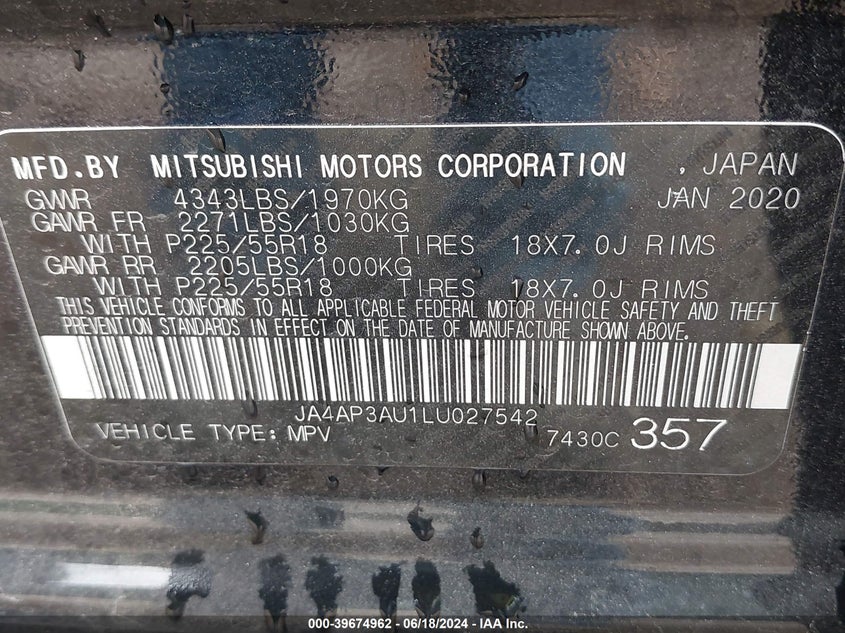 MFD.BY MITSUBISHI MOTORS CORPORATION , JAPAN
GVWR 4343LBS/1970KG JAN 2020
GAWR FR 2271LBS/1030KG
WITH P225/55R18 TIRES 18X7.0J RIMS
GAWR RR 2205LBS/1000KG
WITH P225/55R18 TIRES 18X7.0J RIMS
THIS VEHICLE CONFORMS TO ALL APPLICABLE FEDERAL MOTOR VEHICLE SAFETY AND THEFT
PREVENTION STANDARDS IN EFFECT ON THE DATE OF MANUFACTURE SHOWN ABOVE.
JA4AP3AU1LU027542
VEHICLE TYPE: MPV 7430C 357
000-39674962 - 06/18/2024 - IAA Inc.